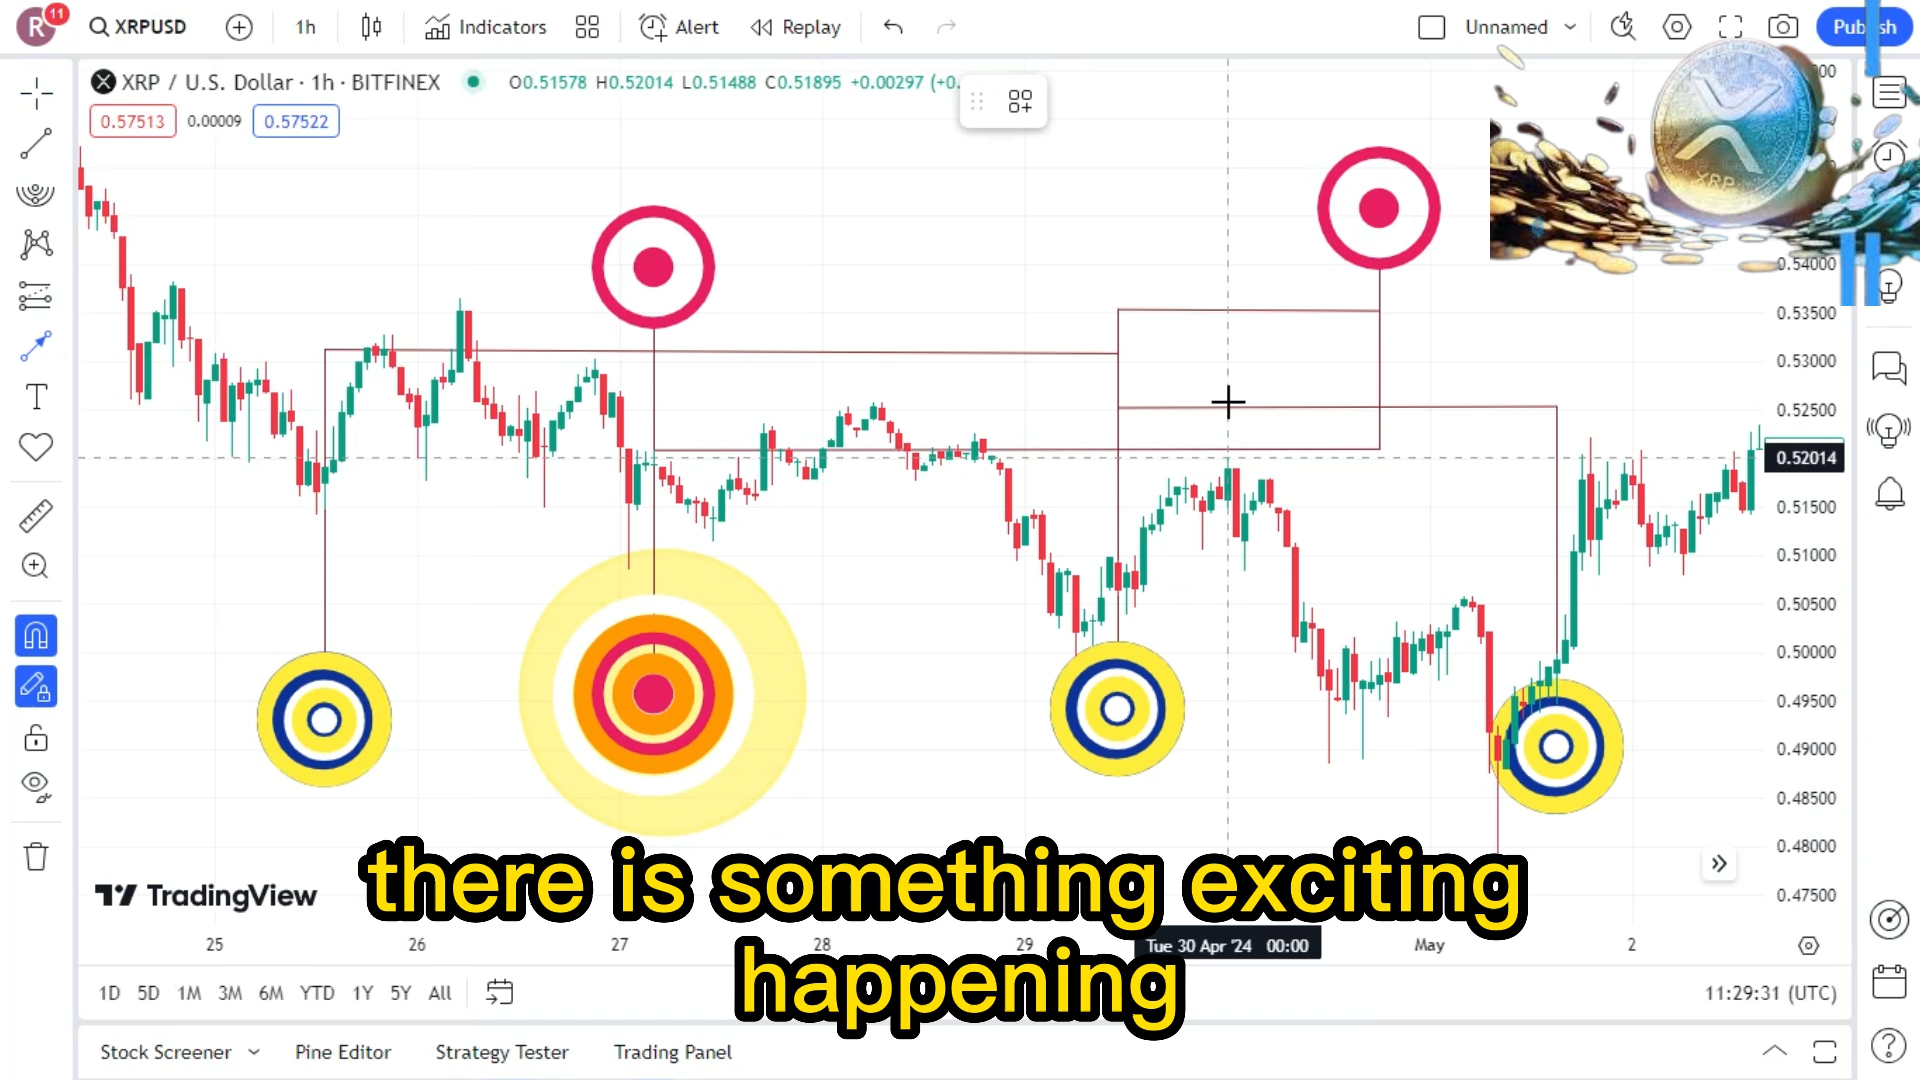 R 11 XRPUSD 1h Indicators Alert Replay Unnamed Publish
XRP / U.S. Dollar · 1h · BITFINEX O0.51578 H0.52014 L0.51488 C0.51895 +0.00297 (+0.
0.57513 0.00009 0.57522
XRP
0.54000
0.53500
0.53000
0.52500
0.52014
0.51500
0.51000
0.50500
0.50000
0.49500
0.49000
0.48500
0.48000
0.47500
there is something exciting
happening
TradingView
25 26 27 28 29 Tue 30 Apr '24 00:00 May 2
1D 5D 1M 3M 6M YTD 1Y 5Y All 11:29:31 (UTC)
Stock Screener Pine Editor Strategy Tester Trading Panel